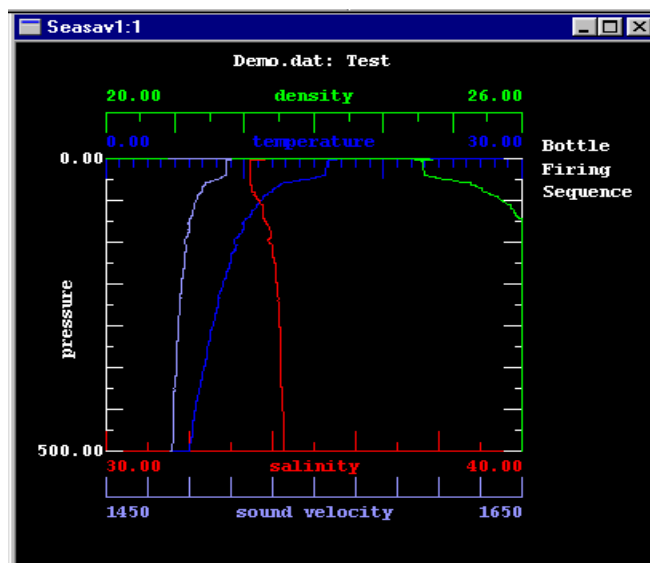 Seasav1:1
Demo.dat: Test
20.00 density 26.00
0.00 temperature 30.00
Bottle
Firing
Sequence
0.00
pressure
500.00
30.00 salinity 40.00
1450 sound velocity 1650